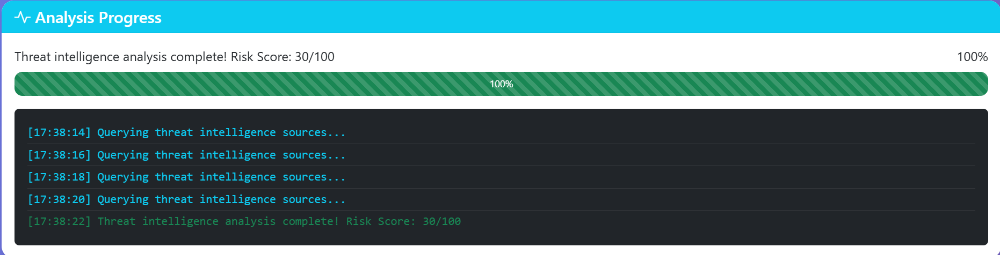 Analysis Progress
Threat intelligence analysis complete! Risk Score: 30/100
100%
100%
[17:38:14] Querying threat intelligence sources...
[17:38:16] Querying threat intelligence sources...
[17:38:18] Querying threat intelligence sources...
[17:38:20] Querying threat intelligence sources...
[17:38:22] Threat intelligence analysis complete! Risk Score: 30/100